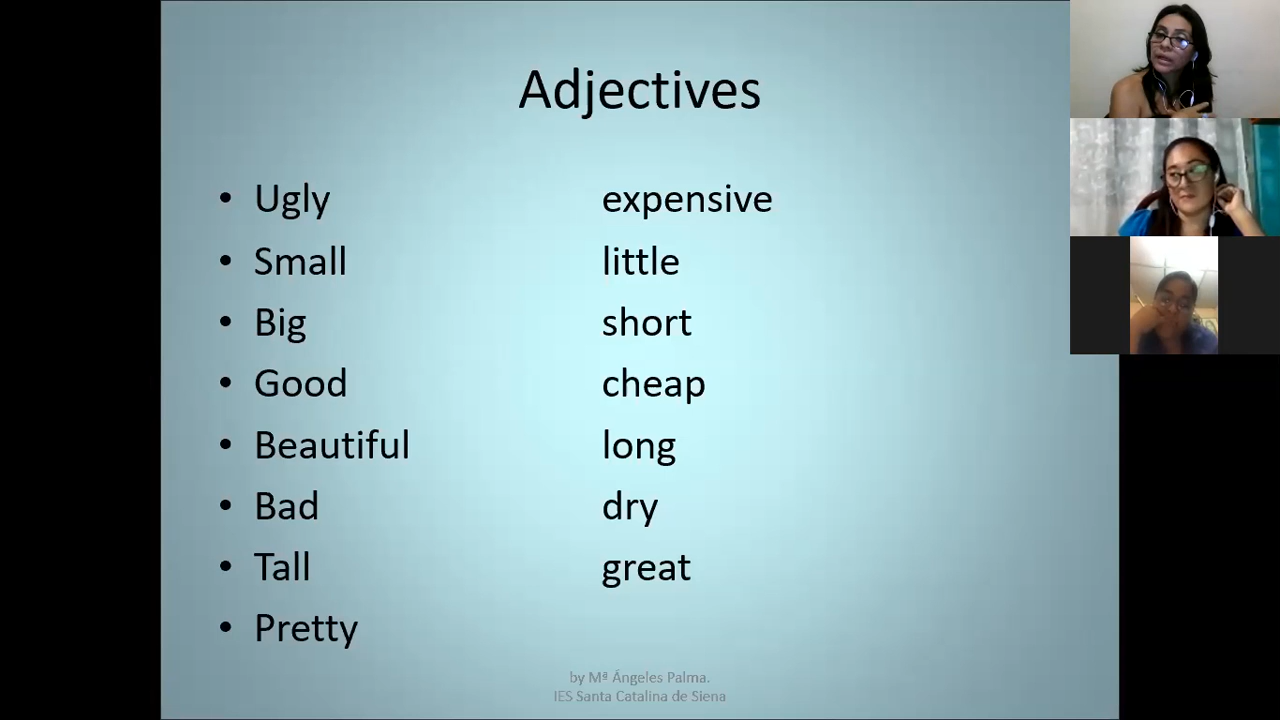 Adjectives
• Ugly expensive
• Small little
• Big short
• Good cheap
• Beautiful long
• Bad dry
• Tall great
• Pretty
by Mª Ángeles Palma.
IES Santa Catalina de Siena